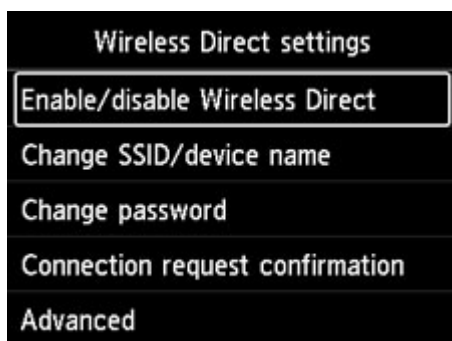 Wireless Direct settings
Enable/disable Wireless Direct
Change SSID/device name
Change password
Connection request confirmation
Advanced